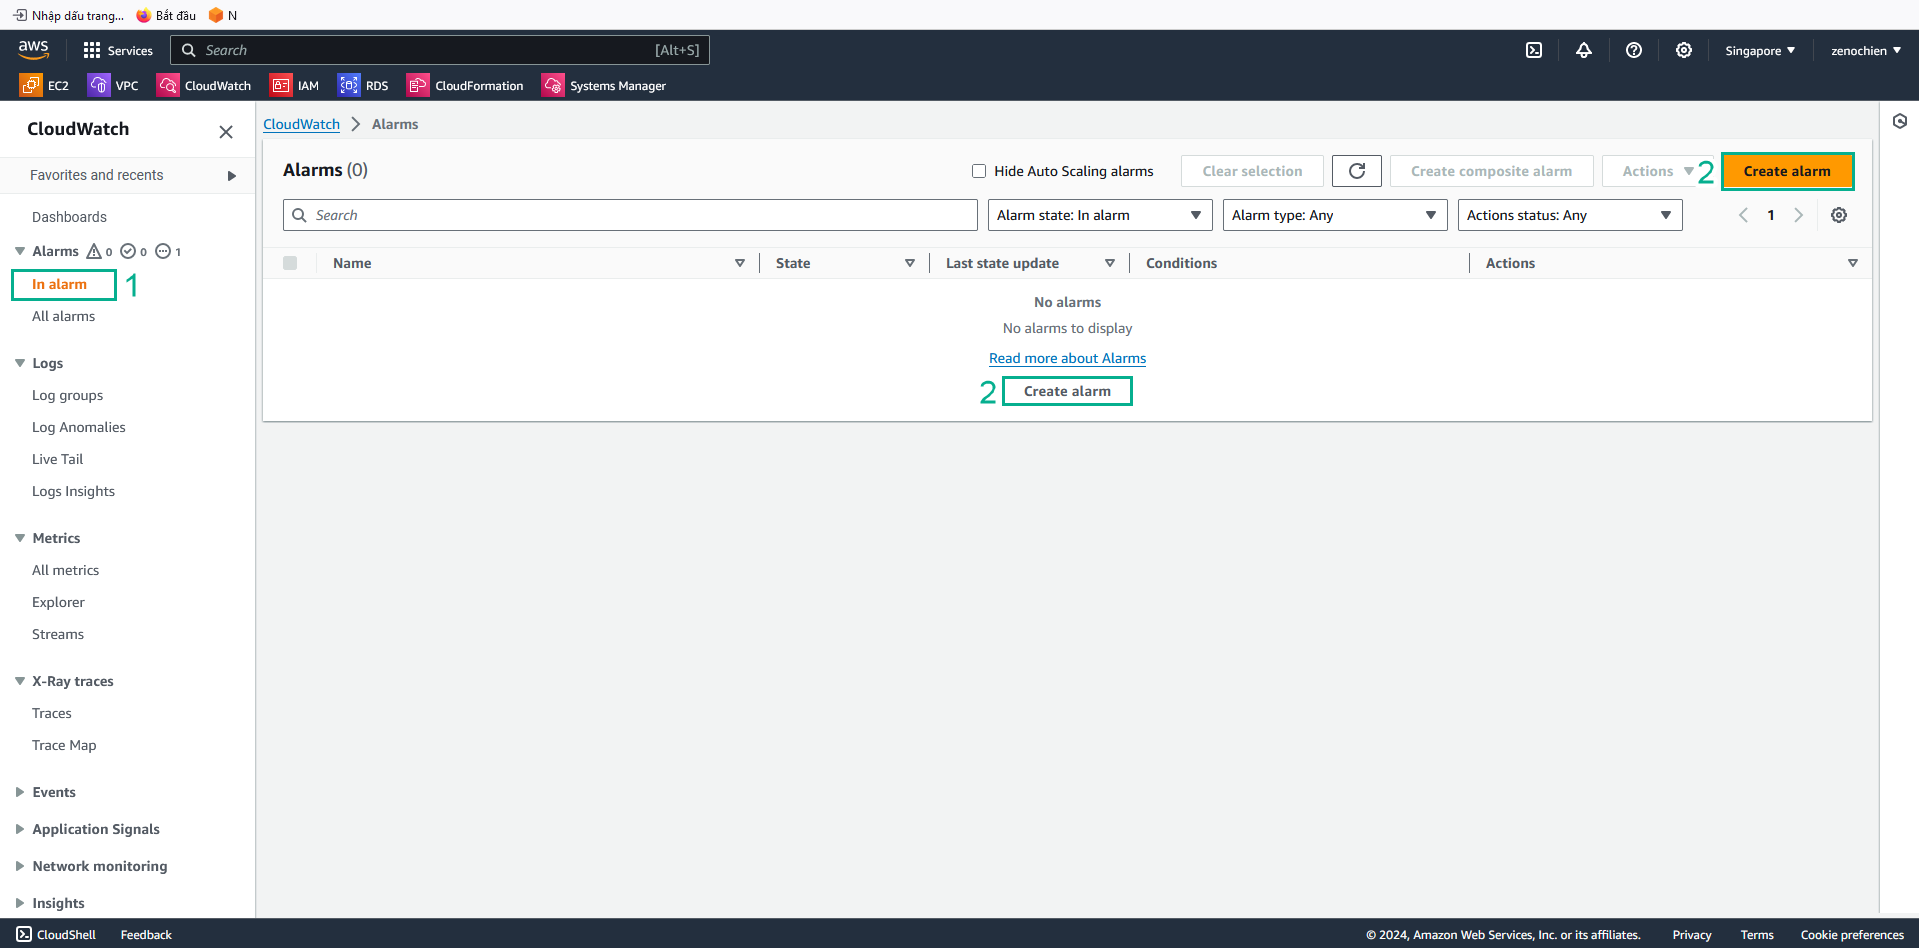 Nhập dấu trang... Bắt đầu N
aws Services Search [Alt+S] Singapore zenochien
EC2 VPC CloudWatch IAM RDS CloudFormation Systems Manager
CloudWatch
Favorites and recents
Dashboards
Alarms 0 0 1
In alarm 1
All alarms
Logs
Log groups
Log Anomalies
Live Tail
Logs Insights
Metrics
All metrics
Explorer
Streams
X-Ray traces
Traces
Trace Map
Events
Application Signals
Network monitoring
Insights
CloudWatch Alarms
Alarms (0) Hide Auto Scaling alarms Clear selection Create composite alarm Actions 2 Create alarm
Search Alarm state: In alarm Alarm type: Any Actions status: Any 1
Name State Last state update Conditions Actions
No alarms
No alarms to display
Read more about Alarms
2 Create alarm
CloudShell Feedback © 2024, Amazon Web Services, Inc. or its affiliates. Privacy Terms Cookie preferences